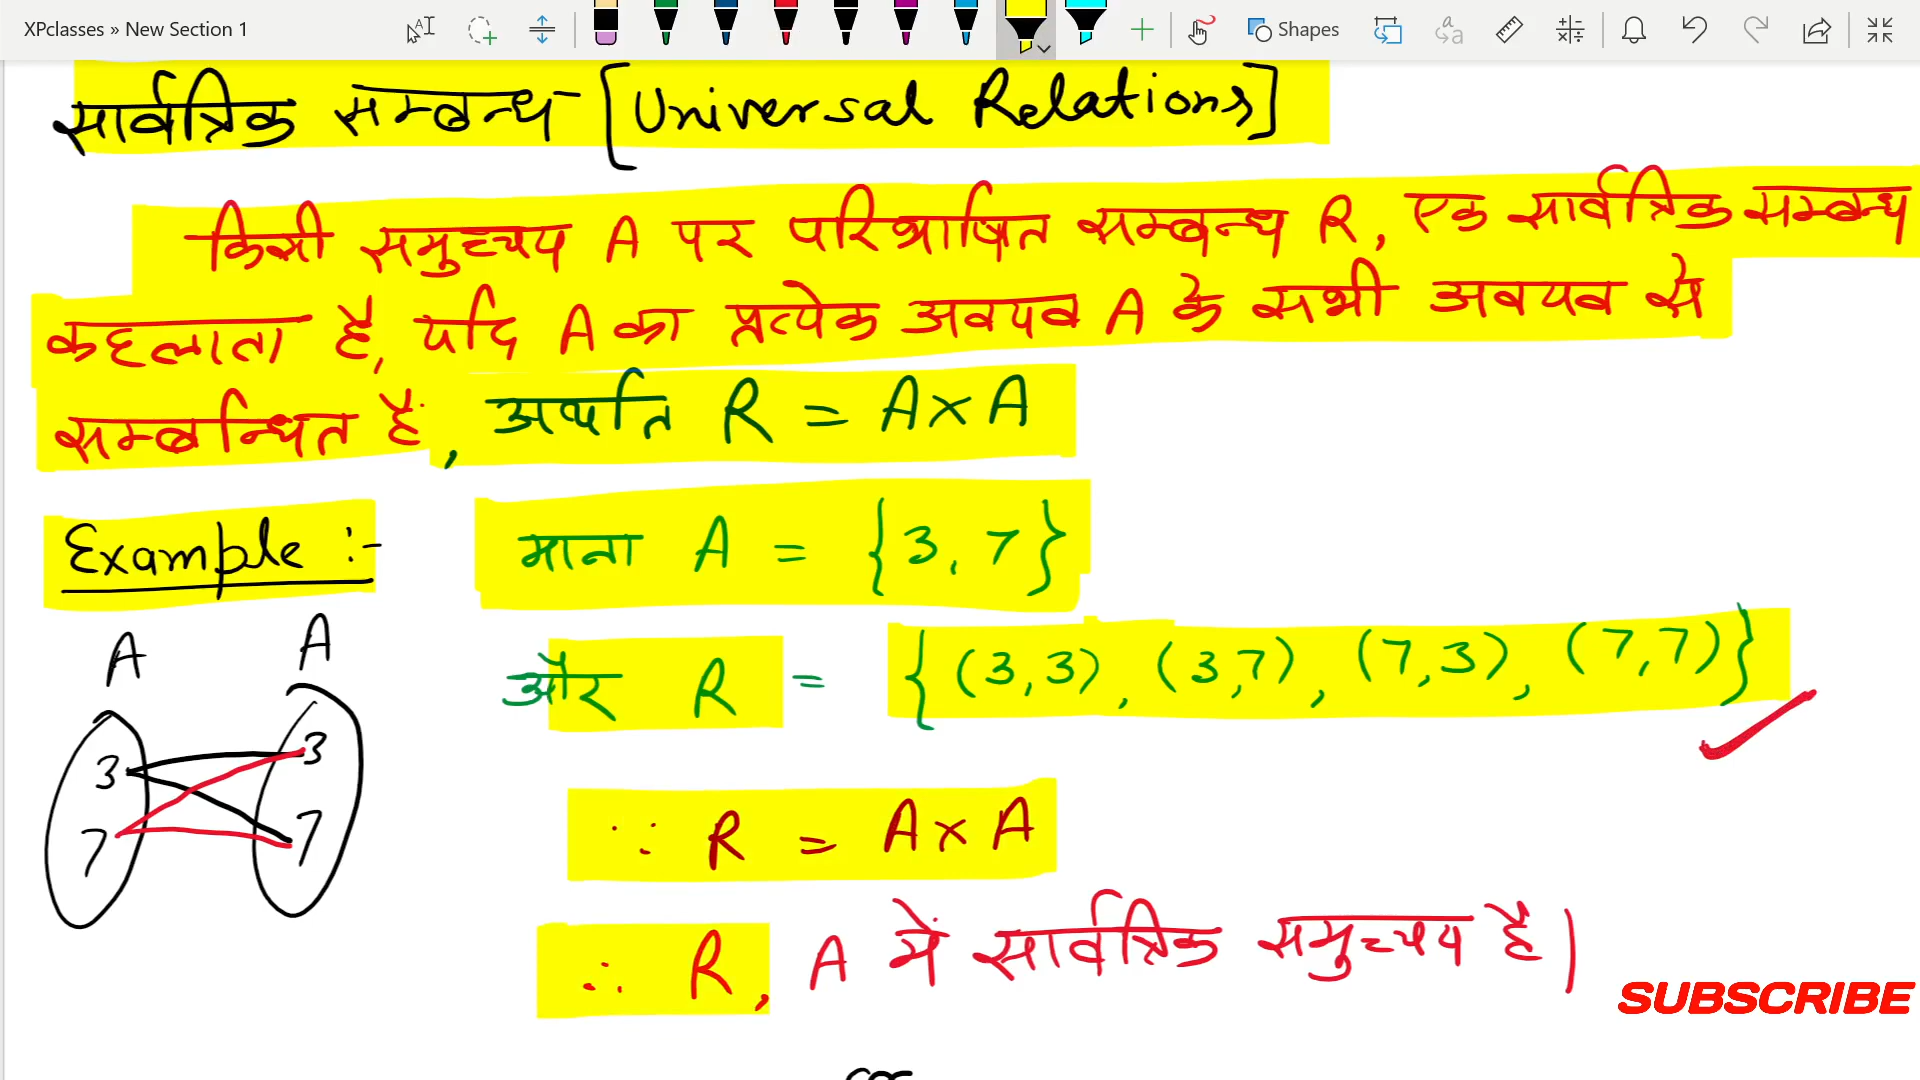 XPclasses » New Section 1
Shapes
सार्वत्रिक सम्बन्ध [Universal Relations]
किसी समुच्चय A पर परिभाषित सम्बन्ध R, एक सार्वत्रिक सम्बन्ध
कहलाता है, यदि A का प्रत्येक अवयव A के सभी अवयव से
सम्बन्धित है, अर्थात R = A×A
Example :- माना A = {3, 7}
A A
और R = {(3,3), (3,7), (7,3), (7,7)}
3 3
7 7
∵ R = A×A
∴ R, A में सार्वत्रिक समुच्चय है|
SUBSCRIBE